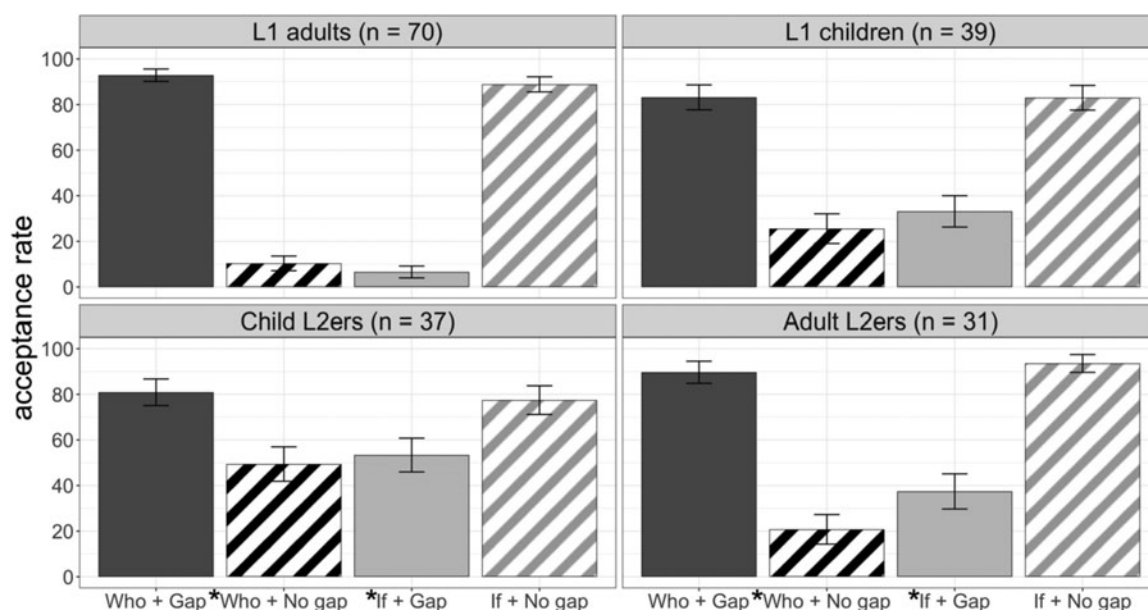 L1 adults (n = 70)
L1 children (n = 39)
100
80
60
40
20
0
Child L2ers (n = 37)
Adult L2ers (n = 31)
100
80
60
40
20
0
acceptance rate
Who + Gap *Who + No gap *If + Gap If + No gap
Who + Gap *Who + No gap *If + Gap If + No gap